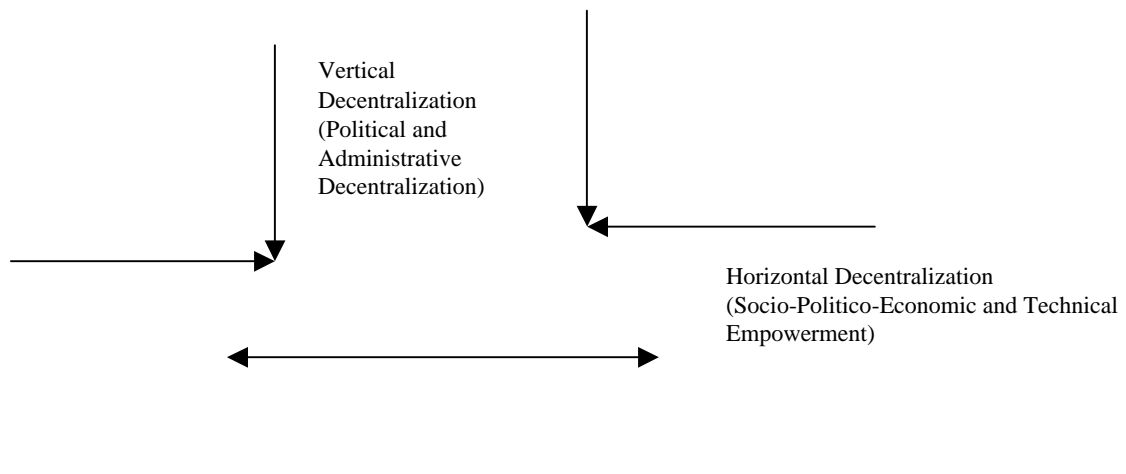 Vertical
Decentralization
(Political and
Administrative
Decentralization)
Horizontal Decentralization
(Socio-Politico-Economic and Technical
Empowerment)